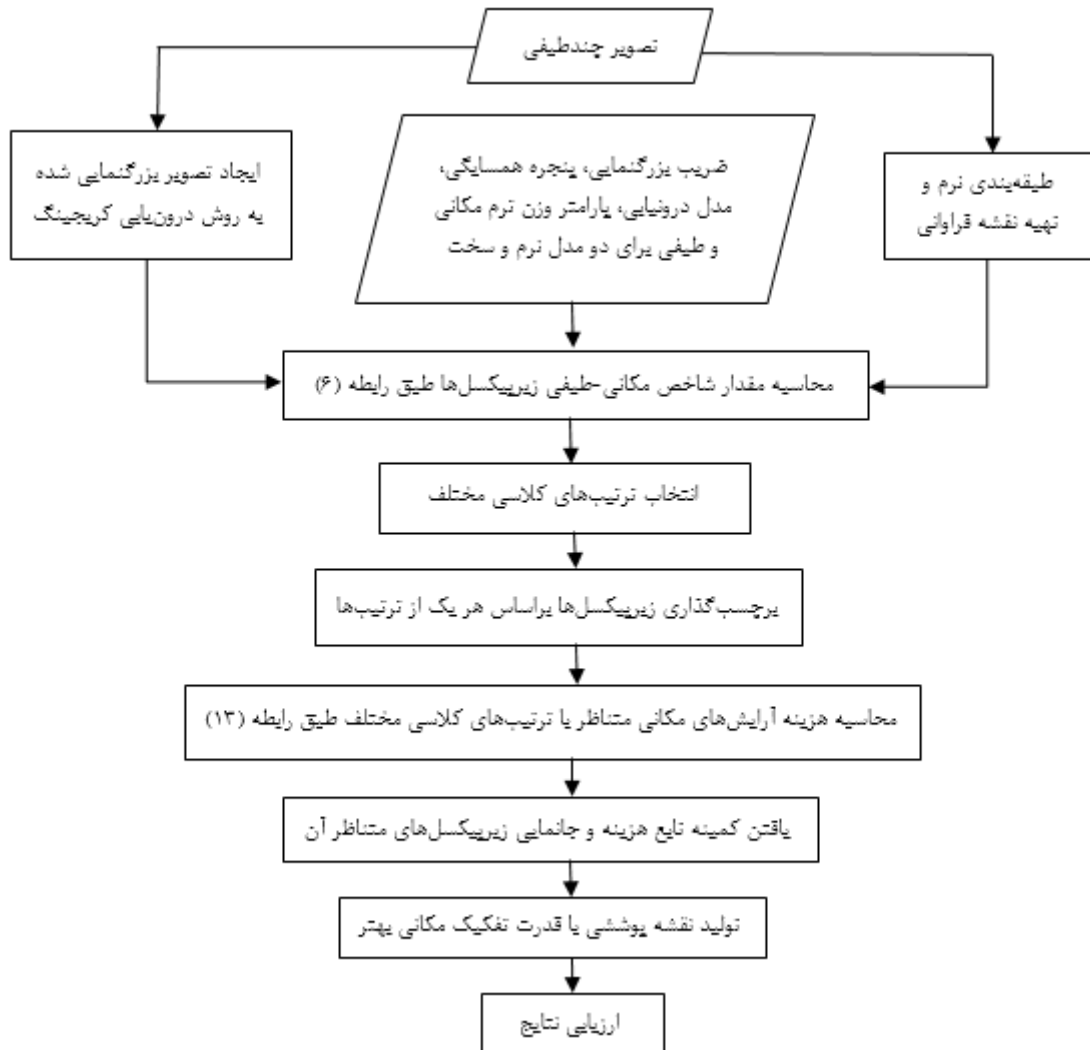 تصویر چندطیفی
طبقه‌بندی نرم و
تهیه نقشه فراوانی
ضریب بزرگنمایی، پنجره همسایگی،
مدل درونیابی، پارامتر وزن ترم مکانی
و طیفی برای دو مدل نرم و سخت
ایجاد تصویر بزرگنمایی شده
به روش درون‌یابی کریجینگ
محاسبه مقدار شاخص مکانی-طیفی زیرپیکسل‌ها طبق رابطه (۶)
انتخاب ترتیب‌های کلاسی مختلف
برچسب‌گذاری زیرپیکسل‌ها براساس هر یک از ترتیب‌ها
محاسبه هزینه آرایش‌های مکانی متناظر با ترتیب‌های کلاسی مختلف طبق رابطه (۱۳)
یافتن کمینه تابع هزینه و جانمایی زیرپیکسل‌های متناظر آن
تولید نقشه پوششی با قدرت تفکیک مکانی بهتر
ارزیابی نتایج